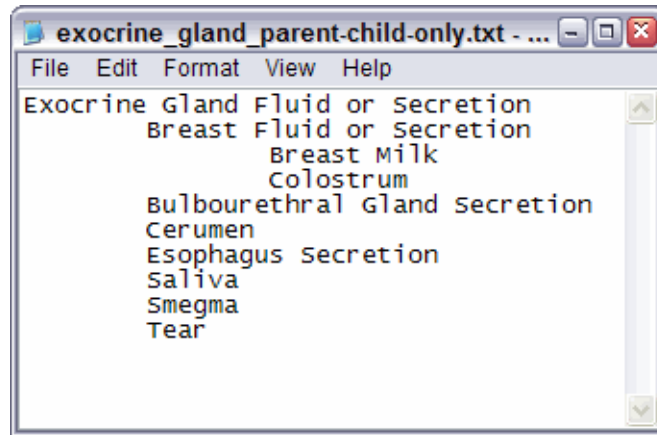 exocrine_gland_parent-child-only.txt - ...
File Edit Format View Help
Exocrine Gland Fluid or Secretion
Breast Fluid or Secretion
Breast Milk
Colostrum
Bulbourethral Gland Secretion
Cerumen
Esophagus Secretion
Saliva
Smegma
Tear